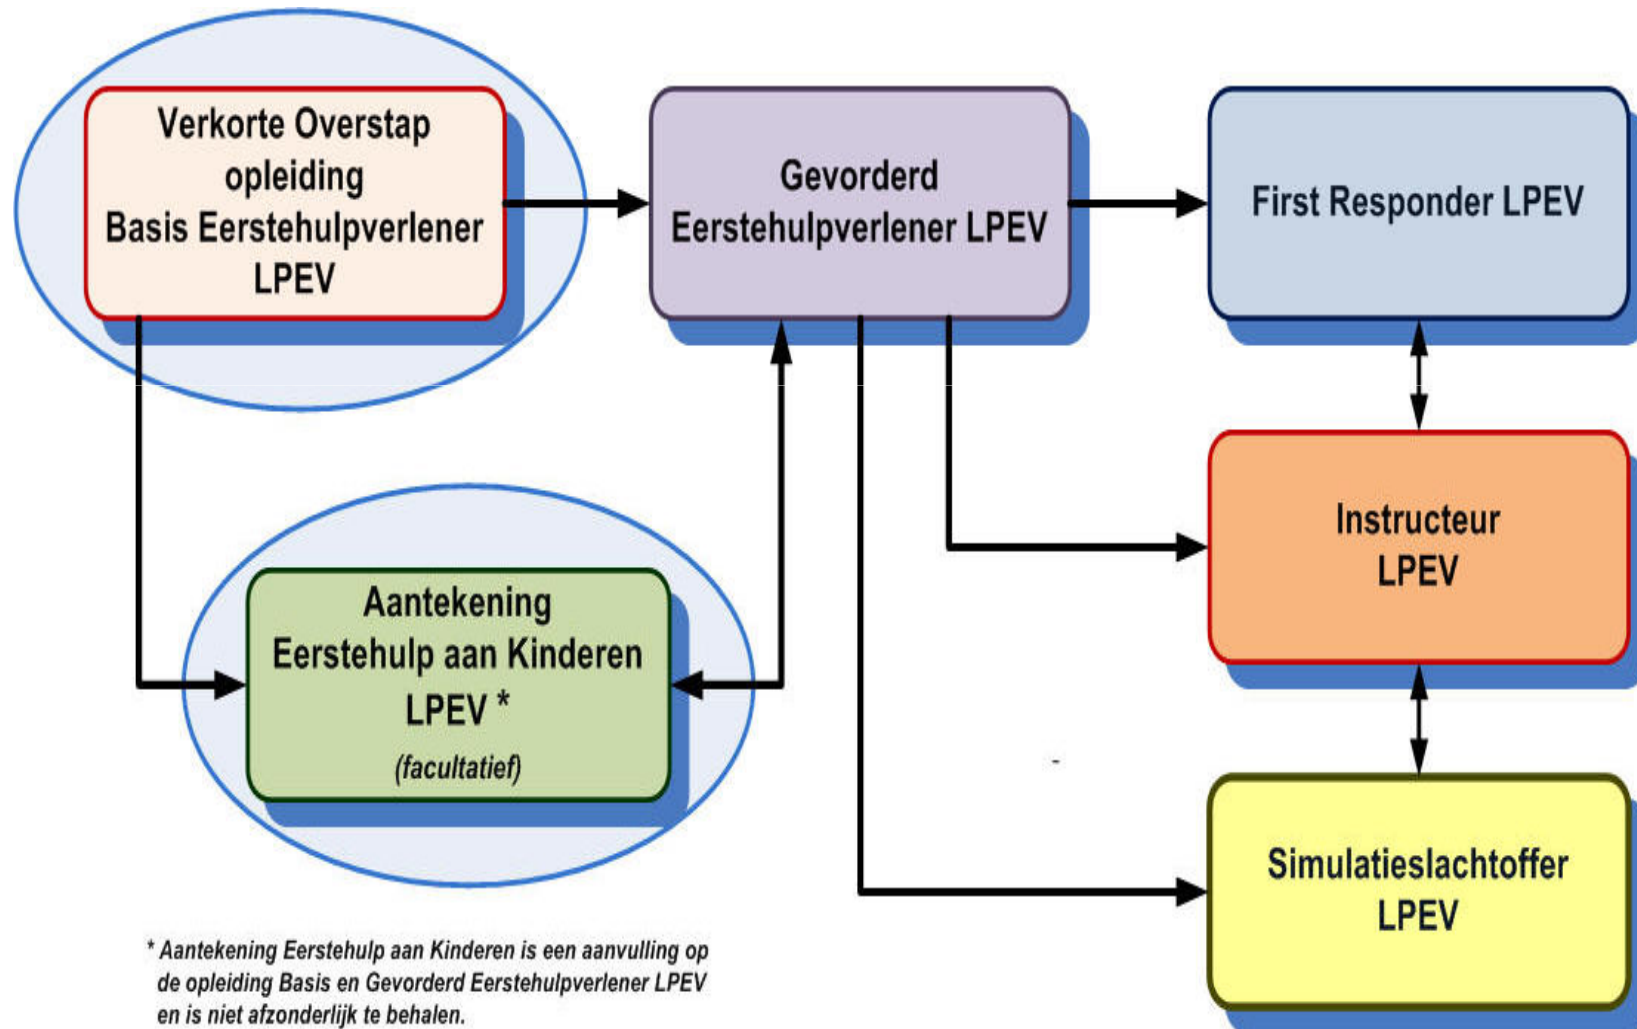 Verkorte Overstap
opleiding
Basis Eerstehulpverlener
LPEV
Gevorderd
Eerstehulpverlener LPEV
First Responder LPEV
Aantekening
Eerstehulp aan Kinderen
LPEV *
(facultatief)
Instructeur
LPEV
-
Simulatieslachtoffer
LPEV
* Aantekening Eerstehulp aan Kinderen is een aanvulling op
de opleiding Basis en Gevorderd Eerstehulpverlener LPEV
en is niet afzonderlijk te behalen.